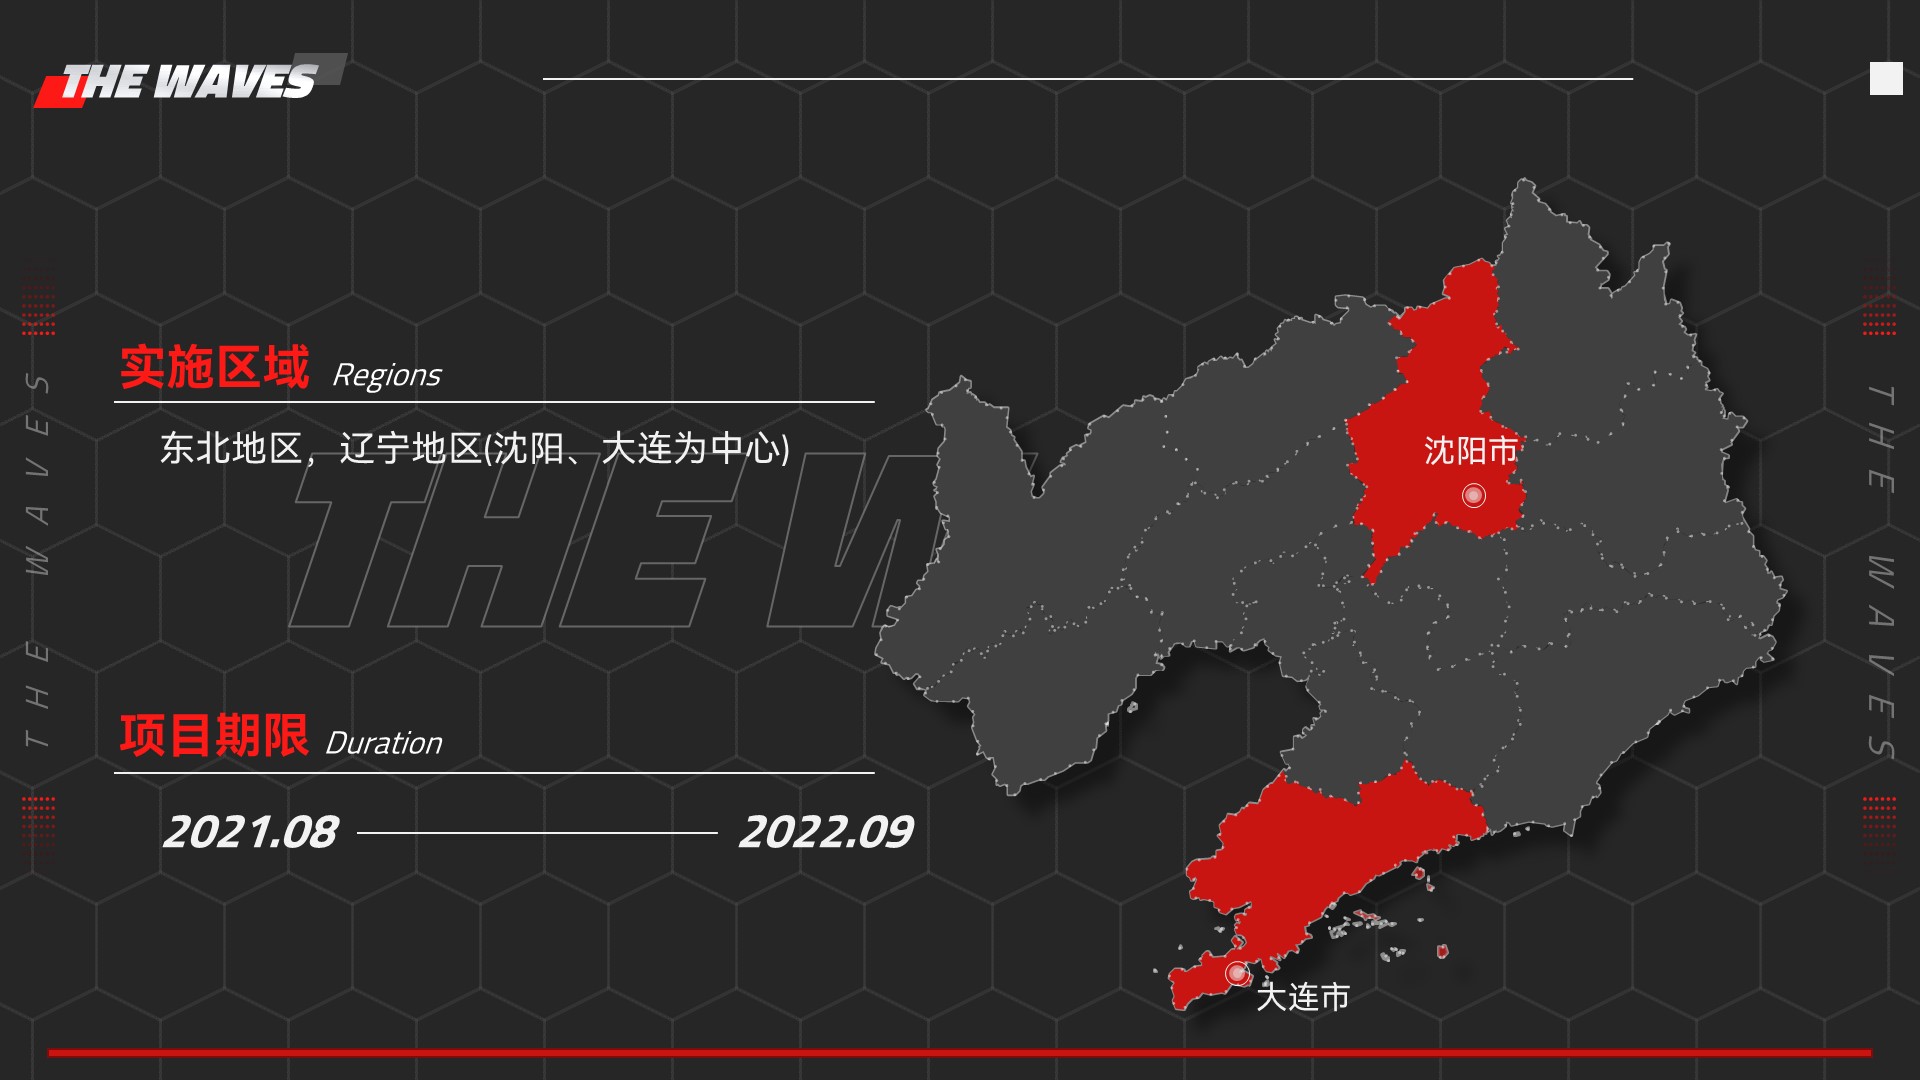 THE WAVES
实施区域 Regions
东北地区，辽宁地区(沈阳、大连为中心)
THE W
项目期限 Duration
2021.08 2022.09
沈阳市
大连市
THE WAVES
THE WAVES